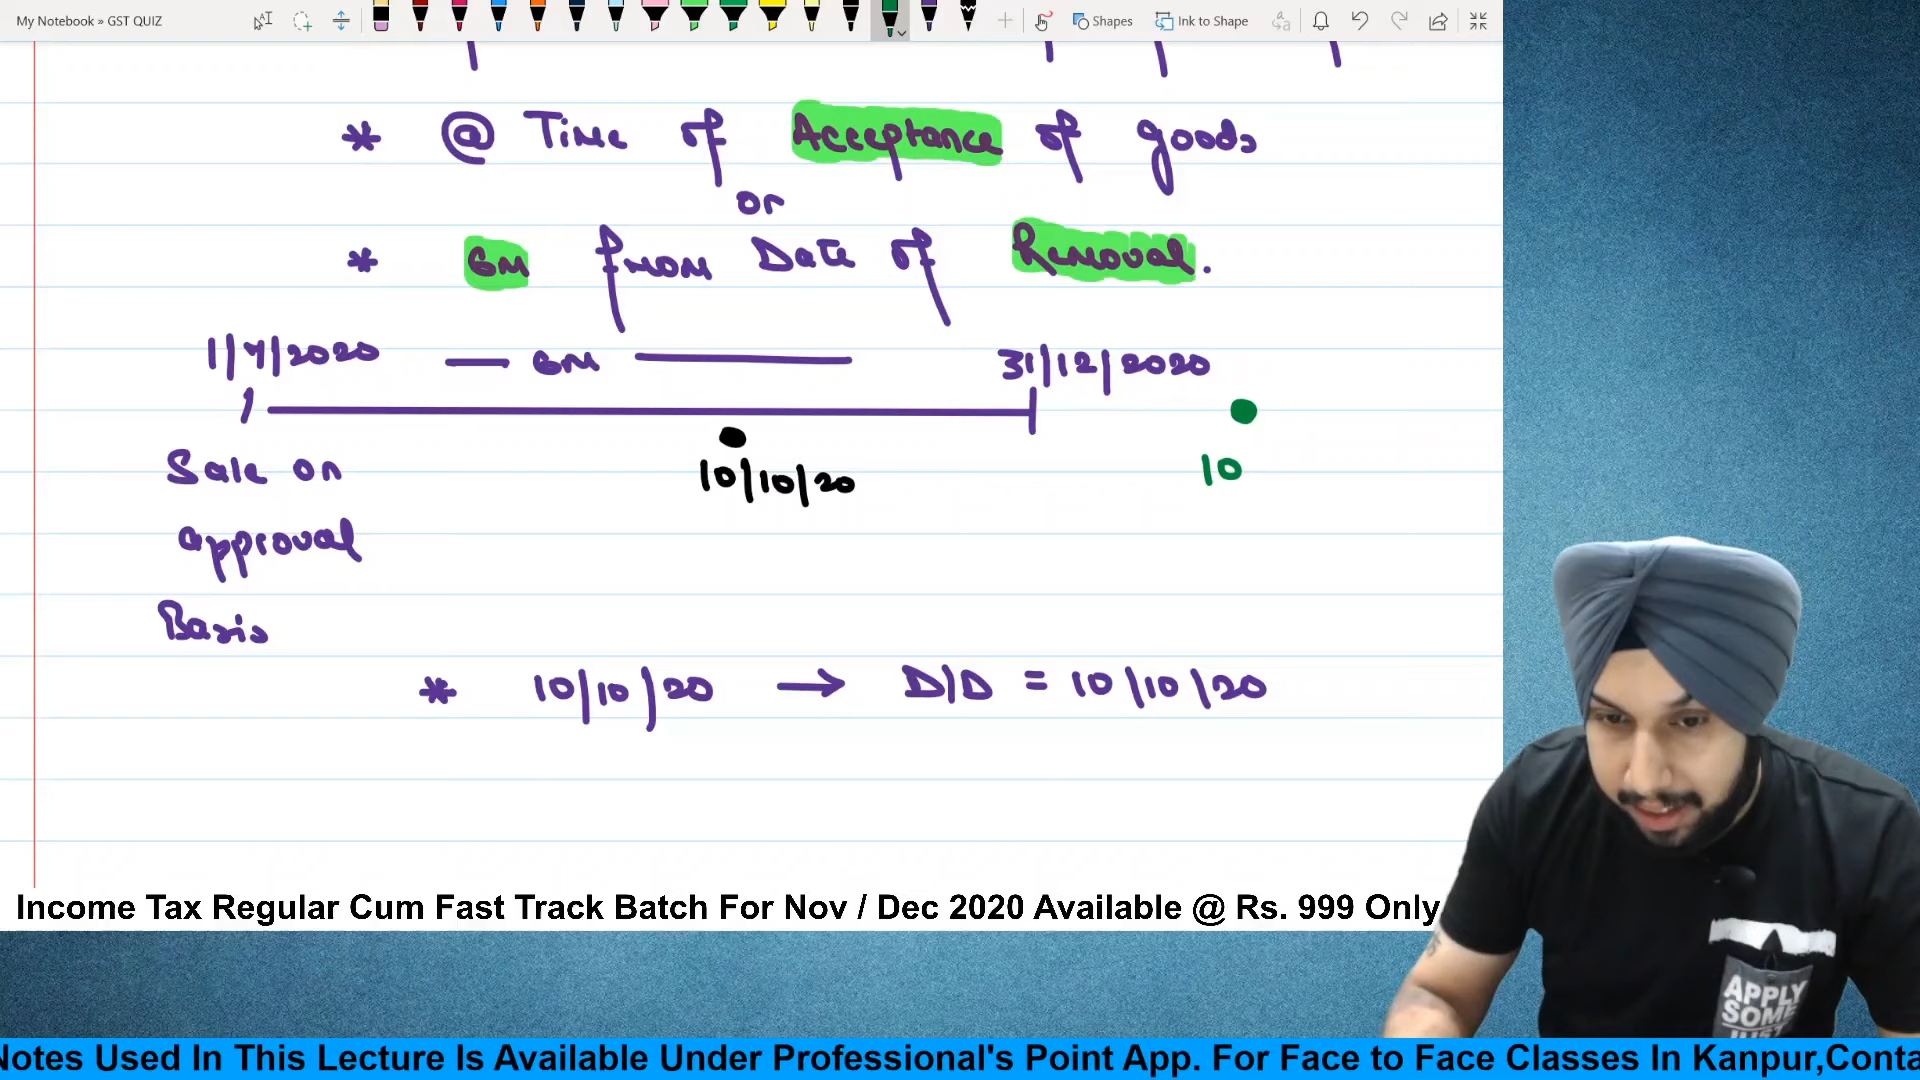 My Notebook » GST QUIZ
Shapes
Ink to Shape
* @ Time of Acceptance of goods
or
* 6M from Date of Removal.
1/7/2020 — 6M — 31/12/2020
10/10/20
10
Sale on
approval
Basis
* 10/10/20 → D/D = 10/10/20
APPLY
SOME
Income Tax Regular Cum Fast Track Batch For Nov / Dec 2020 Available @ Rs. 999 Only
Notes Used In This Lecture Is Available Under Professional's Point App. For Face to Face Classes In Kanpur,Conta